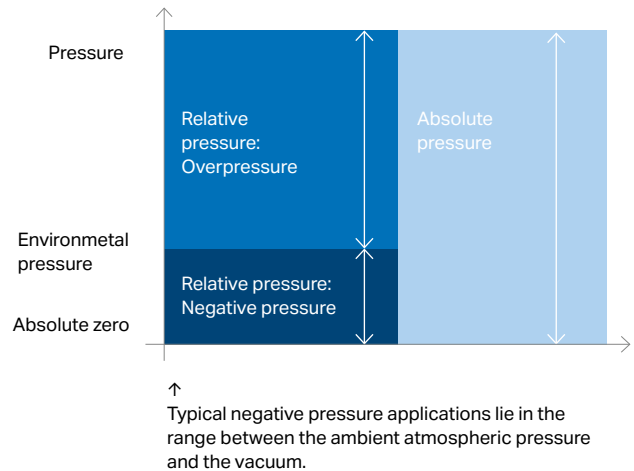 Pressure
Relative
pressure:
Overpressure
Absolute
pressure
Environmetal
pressure
Relative pressure:
Negative pressure
Absolute zero
↑
Typical negative pressure applications lie in the
range between the ambient atmospheric pressure
and the vacuum.